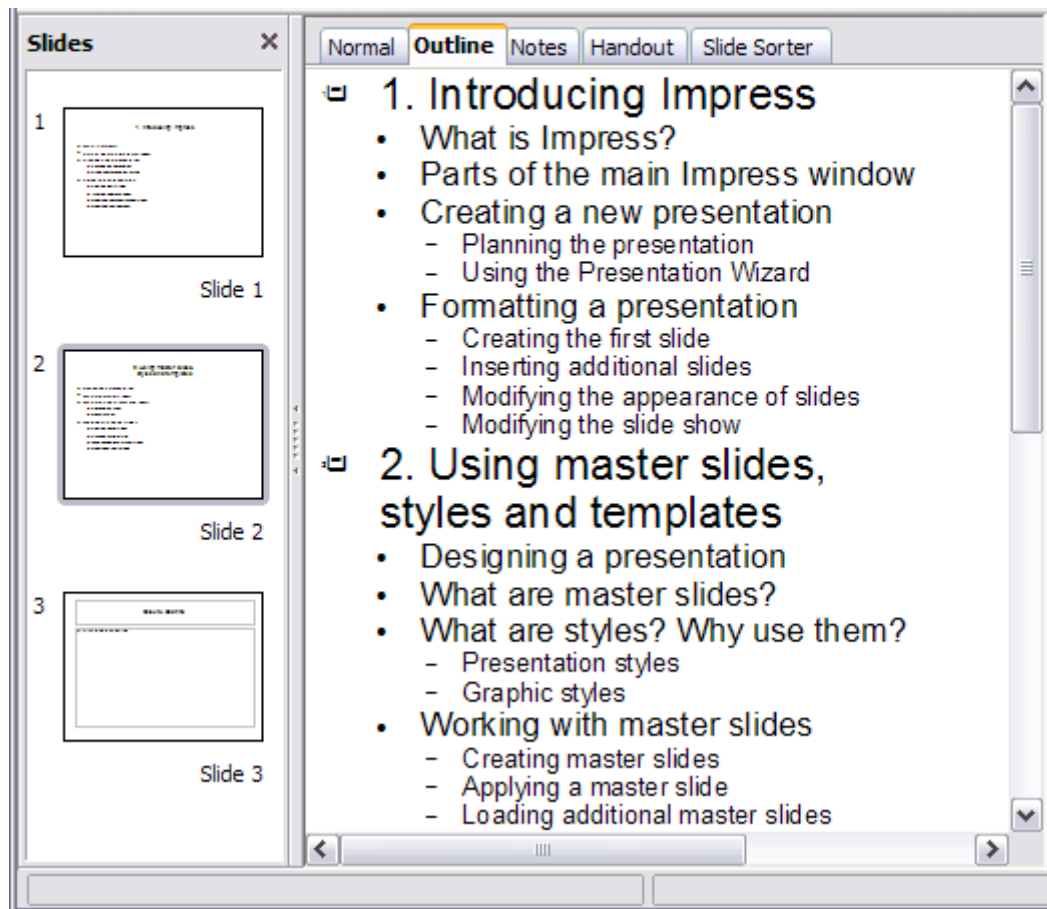 Slides
1
Slide 1
2
Slide 2
3
Slide 3
Normal Outline Notes Handout Slide Sorter
1. Introducing Impress
• What is Impress?
• Parts of the main Impress window
• Creating a new presentation
– Planning the presentation
– Using the Presentation Wizard
• Formatting a presentation
– Creating the first slide
– Inserting additional slides
– Modifying the appearance of slides
– Modifying the slide show
2. Using master slides,
styles and templates
• Designing a presentation
• What are master slides?
• What are styles? Why use them?
– Presentation styles
– Graphic styles
• Working with master slides
– Creating master slides
– Applying a master slide
– Loading additional master slides